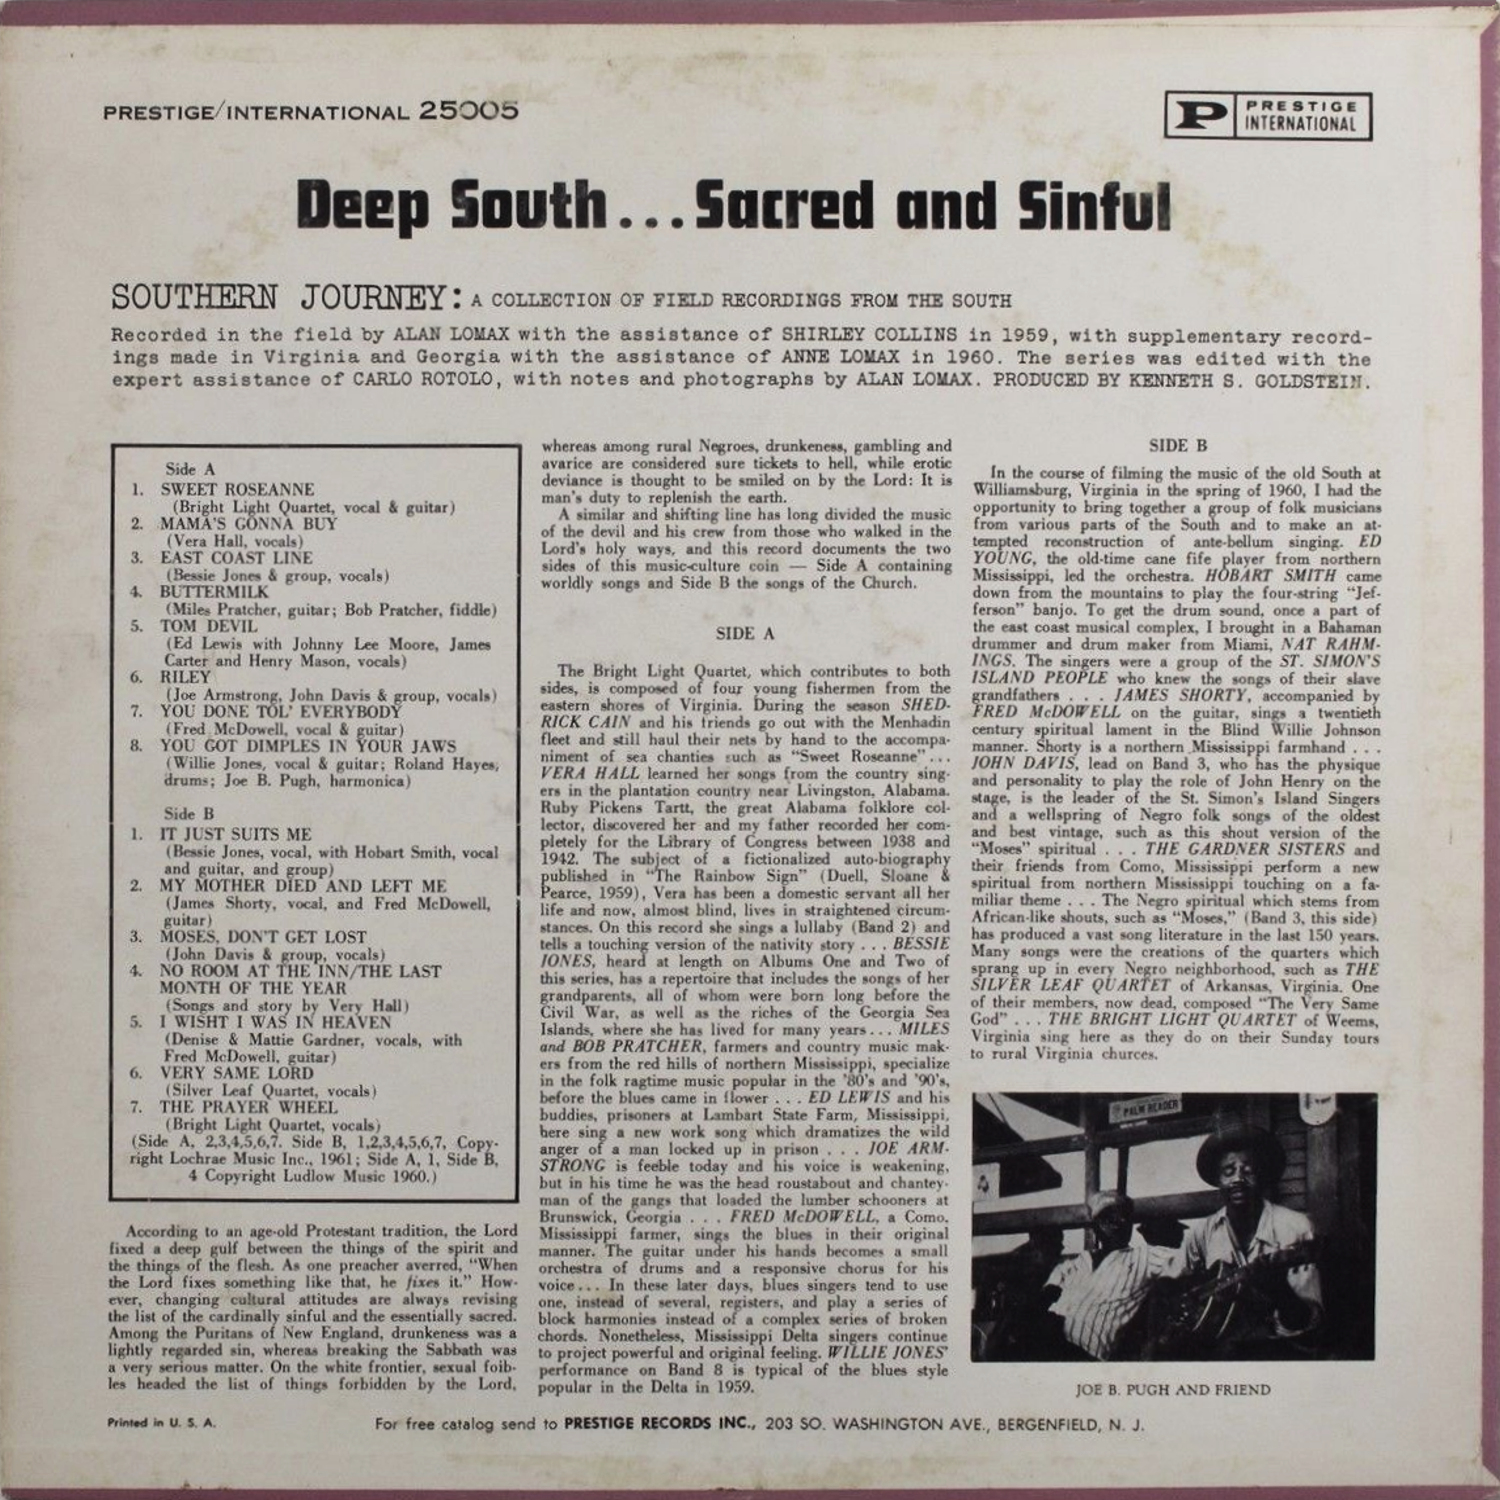 PRESTIGE/INTERNATIONAL 25005
P PRESTIGE
INTERNATIONAL
Deep South...Sacred and Sinful
SOUTHERN JOURNEY: A COLLECTION OF FIELD RECORDINGS FROM THE SOUTH
Recorded in the field by ALAN LOMAX with the assistance of SHIRLEY COLLINS in 1959, with supplementary record-
ings made in Virginia and Georgia with the assistance of ANNE LOMAX in 1960. The series was edited with the
expert assistance of CARLO ROTOLO, with notes and photographs by ALAN LOMAX. PRODUCED BY KENNETH S. GOLDSTEIN.
Side A
1. SWEET ROSEANNE
(Bright Light Quartet, vocal & guitar)
2. MAMA'S GONNA BUY
(Vera Hall, vocals)
3. EAST COAST LINE
(Bessie Jones & group, vocals)
4. BUTTERMILK
(Miles Pratcher, guitar; Bob Pratcher, fiddle)
5. TOM DEVIL
(Ed Lewis with Johnny Lee Moore, James
Carter and Henry Mason, vocals)
6. RILEY
(Joe Armstrong, John Davis & group, vocals)
7. YOU DONE TOL' EVERYBODY
(Fred McDowell, vocal & guitar)
8. YOU GOT DIMPLES IN YOUR JAWS
(Willie Jones, vocal & guitar; Roland Hayes,
drums; Joe B. Pugh, harmonica)
Side B
1. IT JUST SUITS ME
(Bessie Jones, vocal, with Hobart Smith, vocal
and guitar, and group)
2. MY MOTHER DIED AND LEFT ME
(James Shorty, vocal, and Fred McDowell,
guitar)
3. MOSES, DON'T GET LOST
(John Davis & group, vocals)
4. NO ROOM AT THE INN/THE LAST
MONTH OF THE YEAR
(Songs and story by Very Hall)
5. I WISHT I WAS IN HEAVEN
(Denise & Mattie Gardner, vocals, with
Fred McDowell, guitar)
6. VERY SAME LORD
(Silver Leaf Quartet, vocals)
7. THE PRAYER WHEEL
(Bright Light Quartet, vocals)
(Side A, 2,3,4,5,6,7. Side B, 1,2,3,4,5,6,7, Copy-
right Lochrae Music Inc., 1961; Side A, 1, Side B,
4 Copyright Ludlow Music 1960.)
According to an age-old Protestant tradition, the Lord
fixed a deep gulf between the things of the spirit and
the things of the flesh. As one preacher averred, "When
the Lord fixes something like that, he fixes it." How-
ever, changing cultural attitudes are always revising
the list of the cardinally sinful and the essentially sacred.
Among the Puritans of New England, drunkeness was a
lightly regarded sin, whereas breaking the Sabbath was
a very serious matter. On the white frontier, sexual foib-
les headed the list of things forbidden by the Lord,
whereas among rural Negroes, drunkeness, gambling and
avarice are considered sure tickets to hell, while erotic
deviance is thought to be smiled on by the Lord: It is
man's duty to replenish the earth.
A similar and shifting line has long divided the music
of the devil and his crew from those who walked in the
Lord's holy ways, and this record documents the two
sides of this music-culture coin — Side A containing
worldly songs and Side B the songs of the Church.
SIDE A
The Bright Light Quartet, which contributes to both
sides, is composed of four young fishermen from the
eastern shores of Virginia. During the season SHED-
RICK CAIN and his friends go out with the Menhadin
fleet and still haul their nets by hand to the accompa-
niment of sea chanties such as "Sweet Roseanne"...
VERA HALL learned her songs from the country sing-
ers in the plantation country near Livingston, Alabama.
Ruby Pickens Tartt, the great Alabama folklore col-
lector, discovered her and my father recorded her com-
pletely for the Library of Congress between 1938 and
1942. The subject of a fictionalized auto-biography
published in "The Rainbow Sign" (Duell, Sloane &
Pearce, 1959), Vera has been a domestic servant all her
life and now, almost blind, lives in straightened circum-
stances. On this record she sings a lullaby (Band 2) and
tells a touching version of the nativity story . . . BESSIE
JONES, heard at length on Albums One and Two of
this series, has a repertoire that includes the songs of her
grandparents, all of whom were born long before the
Civil War, as well as the riches of the Georgia Sea
Islands, where she has lived for many years... MILES
and BOB PRATCHER, farmers and country music mak-
ers from the red hills of northern Mississippi, specialize
in the folk ragtime music popular in the '80's and '90's,
before the blues came in flower . . . ED LEWIS and his
buddies, prisoners at Lambart State Farm, Mississippi,
here sing a new work song which dramatizes the wild
anger of a man locked up in prison . . . JOE ARM-
STRONG is feeble today and his voice is weakening,
but in his time he was the head roustabout and chantey-
man of the gangs that loaded the lumber schooners at
Brunswick, Georgia . . . FRED McDOWELL, a Como,
Mississippi farmer, sings the blues in their original
manner. The guitar under his hands becomes a small
orchestra of drums and a responsive chorus for his
voice... In these later days, blues singers tend to use
one, instead of several, registers, and play a series of
block harmonies instead of a complex series of broken
chords. Nonetheless, Mississippi Delta singers continue
to project powerful and original feeling. WILLIE JONES'
performance on Band 8 is typical of the blues style
popular in the Delta in 1959.
SIDE B
In the course of filming the music of the old South at
Williamsburg, Virginia in the spring of 1960, I had the
opportunity to bring together a group of folk musicians
from various parts of the South and to make an at-
tempted reconstruction of ante-bellum singing. ED
YOUNG, the old-time cane fife player from northern
Mississippi, led the orchestra. HOBART SMITH came
down from the mountains to play the four-string "Jef-
ferson" banjo. To get the drum sound, once a part of
the east coast musical complex, I brought in a Bahaman
drummer and drum maker from Miami, NAT RAHM-
INGS. The singers were a group of the ST. SIMON'S
ISLAND PEOPLE who knew the songs of their slave
grandfathers . . . JAMES SHORTY, accompanied by
FRED McDOWELL on the guitar, sings a twentieth
century spiritual lament in the Blind Willie Johnson
manner. Shorty is a northern Mississippi farmhand . . .
JOHN DAVIS, lead on Band 3, who has the physique
and personality to play the role of John Henry on the
stage, is the leader of the St. Simon's Island Singers
and a wellspring of Negro folk songs of the oldest
and best vintage, such as this shout version of the
"Moses" spiritual . . . THE GARDNER SISTERS and
their friends from Como, Mississippi perform a new
spiritual from northern Mississippi touching on a fa-
miliar theme . . . The Negro spiritual which stems from
African-like shouts, such as "Moses," (Band 3, this side)
has produced a vast song literature in the last 150 years.
Many songs were the creations of the quarters which
sprang up in every Negro neighborhood, such as THE
SILVER LEAF QUARTET of Arkansas, Virginia. One
of their members, now dead, composed "The Very Same
God" . . . THE BRIGHT LIGHT QUARTET of Weems,
Virginia sing here as they do on their Sunday tours
to rural Virginia churces.
PALM READER
JOE B. PUGH AND FRIEND
Printed in U. S. A.
For free catalog send to PRESTIGE RECORDS INC., 203 SO. WASHINGTON AVE., BERGENFIELD, N. J.